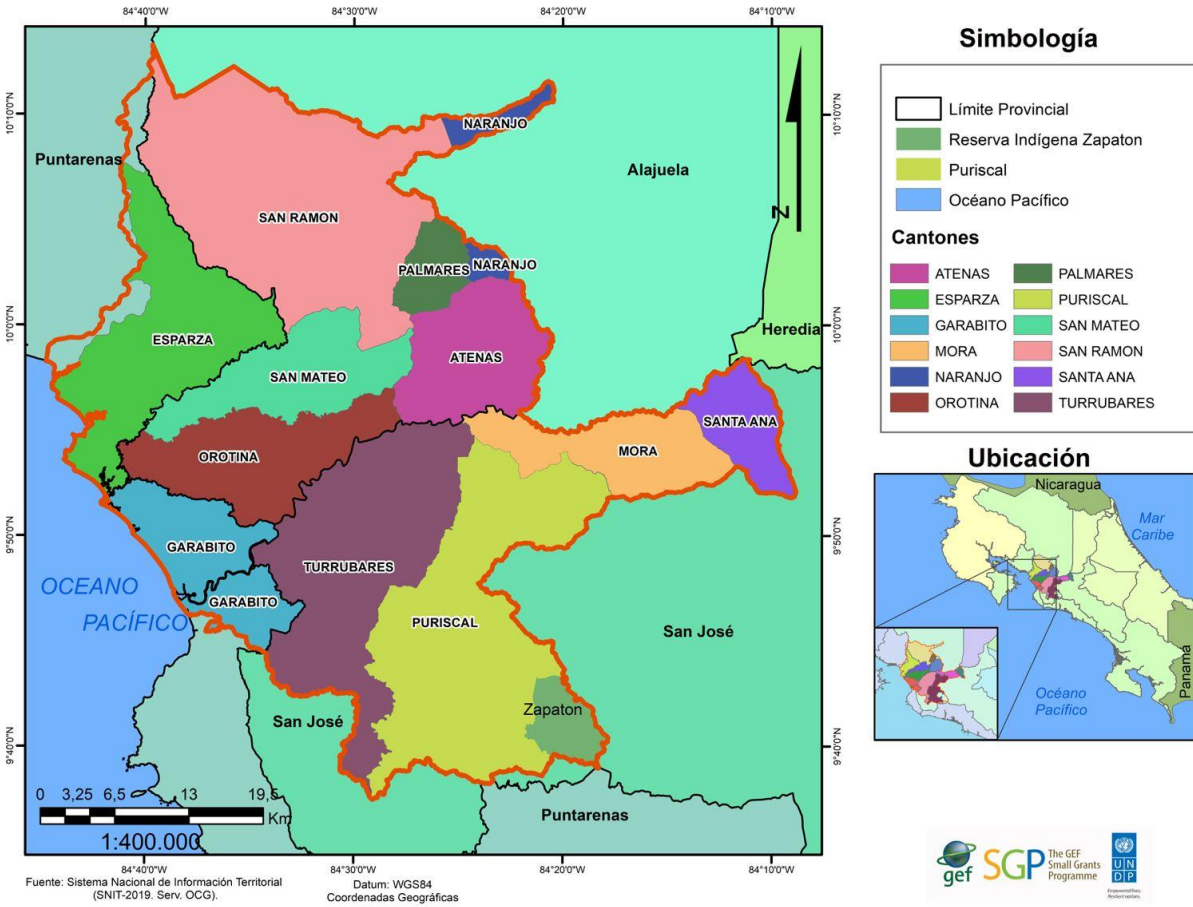 84°40'0"W
84°30'0"W
84°20'0"W
84°10'0"W
10°10'0"N
10°0'0"N
9°50'0"N
9°40'0"N
10°10'0"N
10°0'0"N
9°50'0"N
9°40'0"N
Puntarenas
NARANJO
Alajuela
N
SAN RAMON
PALMARES
NARANJO
Heredia
ESPARZA
ATENAS
SAN MATEO
SANTA ANA
OROTINA
MORA
GARABITO
TURRUBARES
OCEANO
PACÍFICO
GARABITO
PURISCAL
San José
San José
Zapaton
Puntarenas
0 3,25 6,5 13 19,5
Km
1:400.000
84°40'0"W
84°30'0"W
84°20'0"W
84°10'0"W
Fuente: Sistema Nacional de Información Territorial
(SNIT-2019. Serv. OCG).
Datum: WGS84
Coordenadas Geográficas
Simbología
Límite Provincial
Reserva Indígena Zapaton
Puriscal
Océano Pacífico
Cantones
ATENAS
ESPARZA
GARABITO
MORA
NARANJO
OROTINA
PALMARES
PURISCAL
SAN MATEO
SAN RAMON
SANTA ANA
TURRUBARES
Ubicación
Nicaragua
Mar
Caribe
Océano
Pacífico
Panamá
gef
SGP
The GEF
Small Grants
Programme
U N
D P
Empowered lives.
Resilient nations.